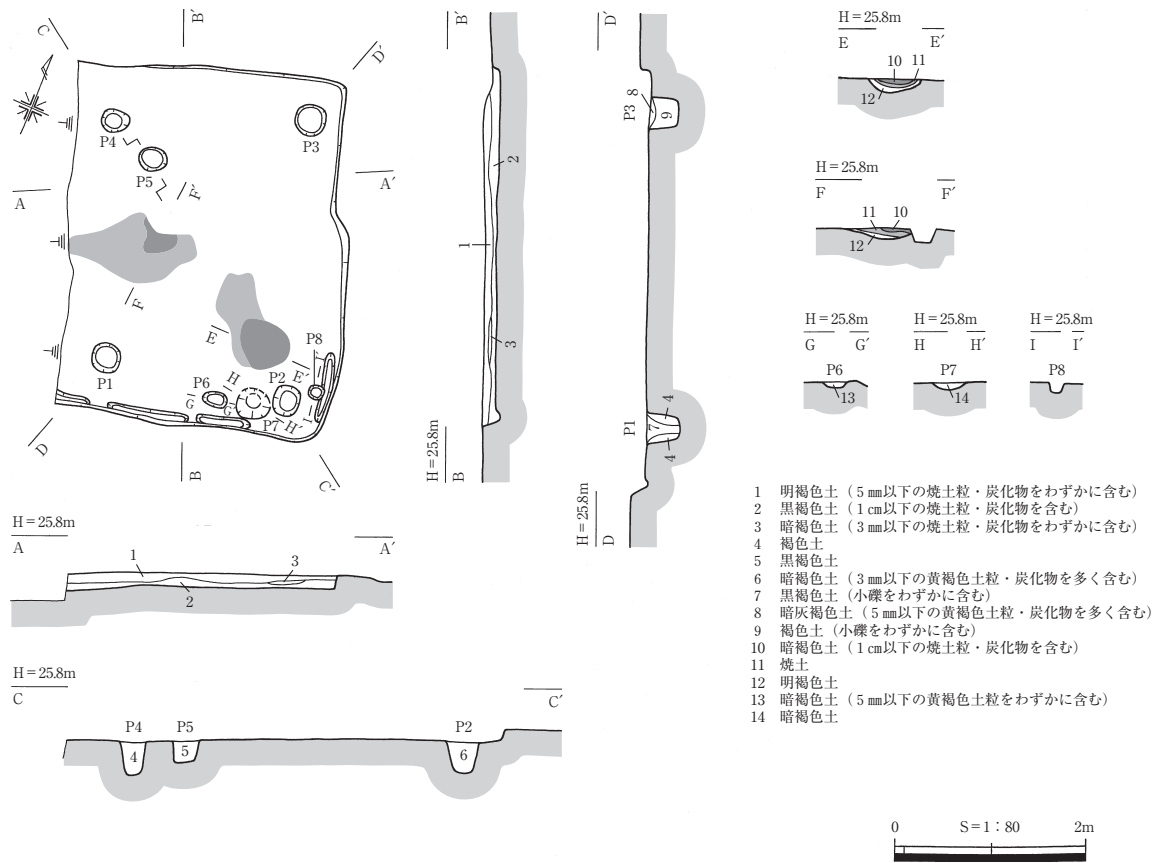 C
B′
D′
P4
P3
P5
F′
A
A′
F
E
P8
P1
P6
H
P2
E′
I
G
G′
P7
H′
I′
D
B
C′
B′
1
2
3
H＝25.8m
B
D′
P3
8
9
P1
4
7
4
H＝25.8m
D
H＝25.8m
E
E′
10
11
12
H＝25.8m
F
F′
11
10
12
H＝25.8m
G
G′
P6
13
H＝25.8m
H
H′
P7
14
H＝25.8m
I
I′
P8
H＝25.8m
A
A′
1
3
2
H＝25.8m
C
C′
P4
P5
P2
4
5
6
1 明褐色土（5㎜以下の焼土粒・炭化物をわずかに含む）
2 黒褐色土（1㎝以下の焼土粒・炭化物を含む）
3 暗褐色土（3㎜以下の焼土粒・炭化物をわずかに含む）
4 褐色土
5 黒褐色土
6 暗褐色土（3㎜以下の黄褐色土粒・炭化物を多く含む）
7 黒褐色土（小礫をわずかに含む）
8 暗灰褐色土（5㎜以下の黄褐色土粒・炭化物を多く含む）
9 褐色土（小礫をわずかに含む）
10 暗褐色土（1㎝以下の焼土粒・炭化物を含む）
11 焼土
12 明褐色土
13 暗褐色土（5㎜以下の黄褐色土粒をわずかに含む）
14 暗褐色土
0 S＝1：80 2m